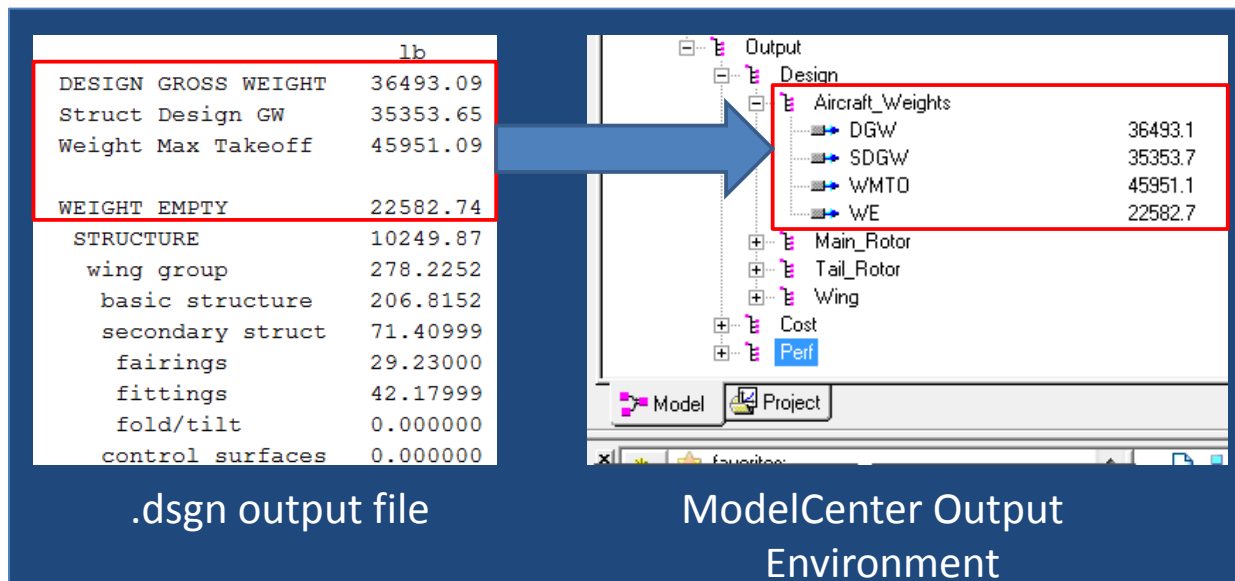 lb
DESIGN GROSS WEIGHT 36493.09
Struct Design GW 35353.65
Weight Max Takeoff 45951.09
WEIGHT EMPTY 22582.74
STRUCTURE 10249.87
wing group 278.2252
basic structure 206.8152
secondary struct 71.40999
fairings 29.23000
fittings 42.17999
fold/tilt 0.000000
control surfaces 0.000000
.dsgn output file
Output
Design
Aircraft_Weights
DGW 36493.1
SDGW 35353.7
WMTO 45951.1
WE 22582.7
Main_Rotor
Tail_Rotor
Wing
Cost
Perf
Model Project
favorites:
ModelCenter Output
Environment